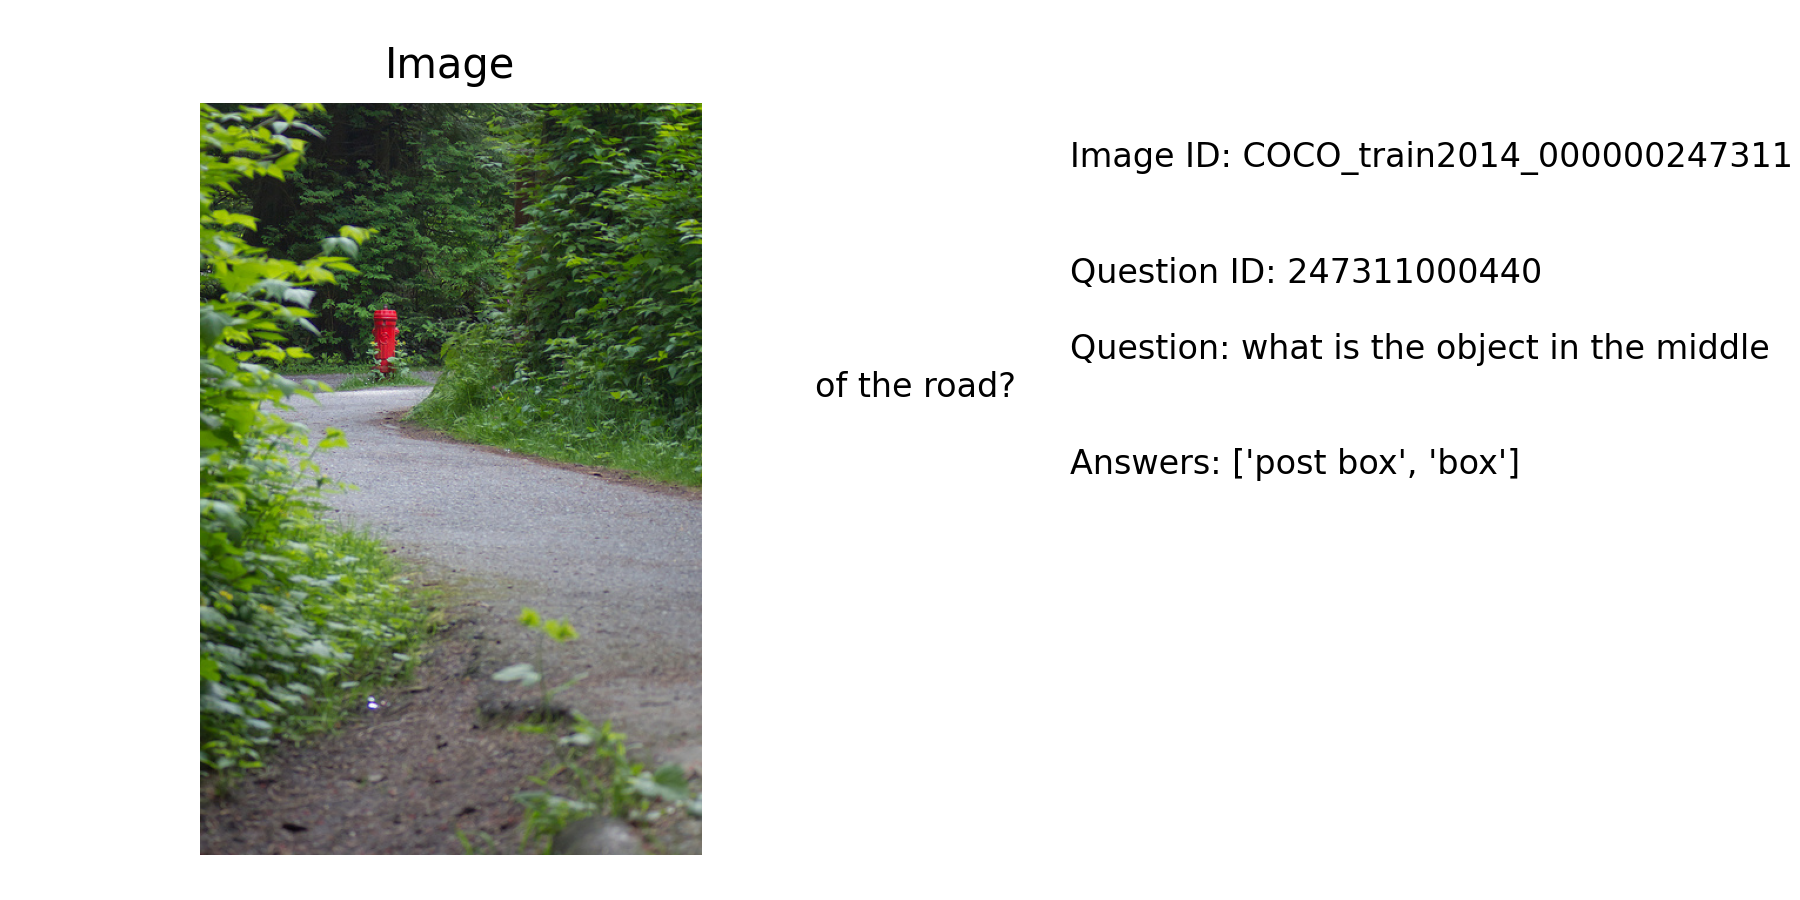 Image
Image ID: COCO_train2014_000000247311
Question ID: 247311000440
Question: what is the object in the middle
of the road?
Answers: ['post box', 'box']